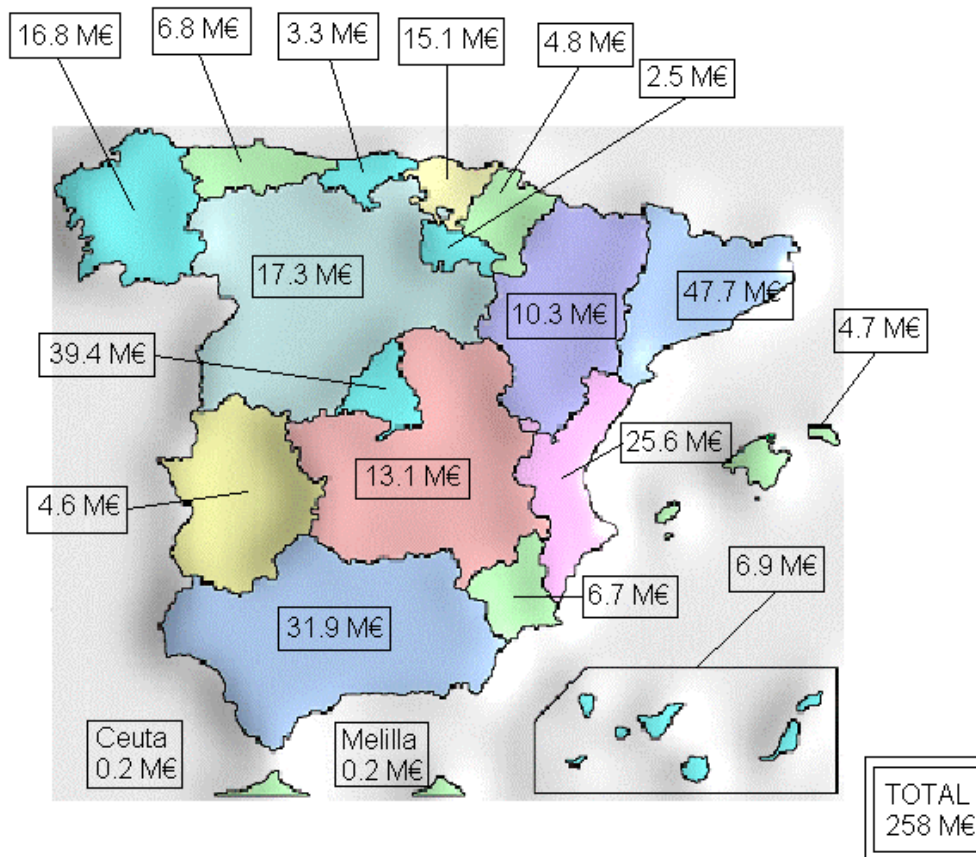 16.8 M€
6.8 M€
3.3 M€
15.1 M€
4.8 M€
2.5 M€
17.3 M€
10.3 M€
47.7 M€
39.4 M€
4.7 M€
25.6 M€
13.1 M€
4.6 M€
6.9 M€
6.7 M€
31.9 M€
Ceuta
0.2 M€
Melilla
0.2 M€
TOTAL
258 M€